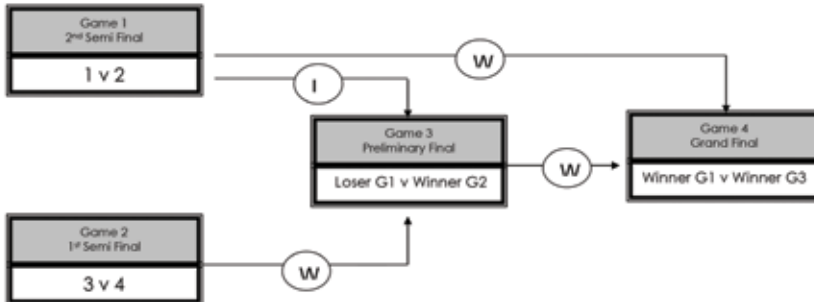 Game 1
2nd Semi Final
1 v 2
W
l
Game 3
Preliminary Final
Loser G1 v Winner G2
W
Game 4
Grand Final
Winner G1 v Winner G3
Game 2
1st Semi Final
3 v 4
W